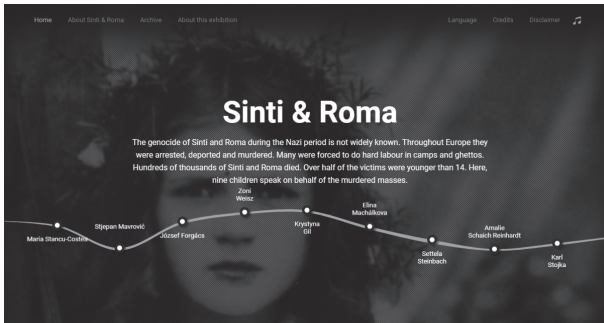 Home About Sinti & Roma Archive About this exhibition Language Credits Disclaimer
Sinti & Roma
The genocide of Sinti and Roma during the Nazi period is not widely known. Throughout Europe they
were arrested, deported and murdered. Many were forced to do hard labour in camps and ghettos.
Hundreds of thousands of Sinti and Roma died. Over half of the victims were younger than 14. Here,
nine children speak on behalf of the murdered masses.
Maria Stancu-Costea
Stjepan Mavrović
József Forgács
Zoni
Weisz
Krystyna
Gil
Elina
Machálkova
Settela
Steinbach
Amalie
Schaich Reinhardt
Karl
Stojka